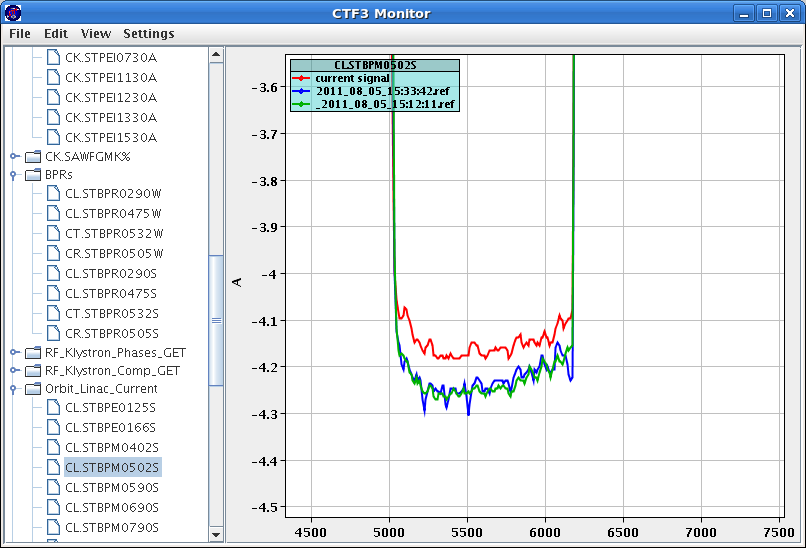 CTF3 Monitor
File Edit View Settings
CK.STPEI0730A
CK.STPEI1130A
CK.STPEI1230A
CK.STPEI1330A
CK.STPEI1530A
CK.SAWFGMK%
BPRs
CL.STBPR0290W
CL.STBPR0475W
CT.STBPR0532W
CR.STBPR0505W
CL.STBPR0290S
CL.STBPR0475S
CT.STBPR0532S
CR.STBPR0505S
RF_Klystron_Phases_GET
RF_Klystron_Comp_GET
Orbit_Linac_Current
CL.STBPE0125S
CL.STBPE0166S
CL.STBPM0402S
CL.STBPM0502S
CL.STBPM0590S
CL.STBPM0690S
CL.STBPM0790S
CL.STBPM0502S
current signal
2011_08_05_15:33:42.ref
_2011_08_05_15:12:11.ref
A
-3.6
-3.7
-3.8
-3.9
-4
-4.1
-4.2
-4.3
-4.4
-4.5
4500 5000 5500 6000 6500 7000 7500